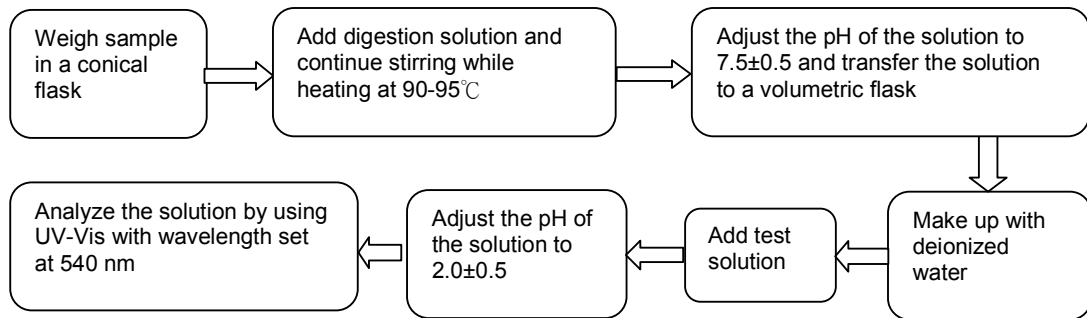 Weigh sample
in a conical
flask
Add digestion solution and
continue stirring while
heating at 90-95℃
Adjust the pH of the solution to
7.5±0.5 and transfer the solution
to a volumetric flask
Make up with
deionized
water
Add test
solution
Adjust the pH of
the solution to
2.0±0.5
Analyze the solution by using
UV-Vis with wavelength set
at 540 nm